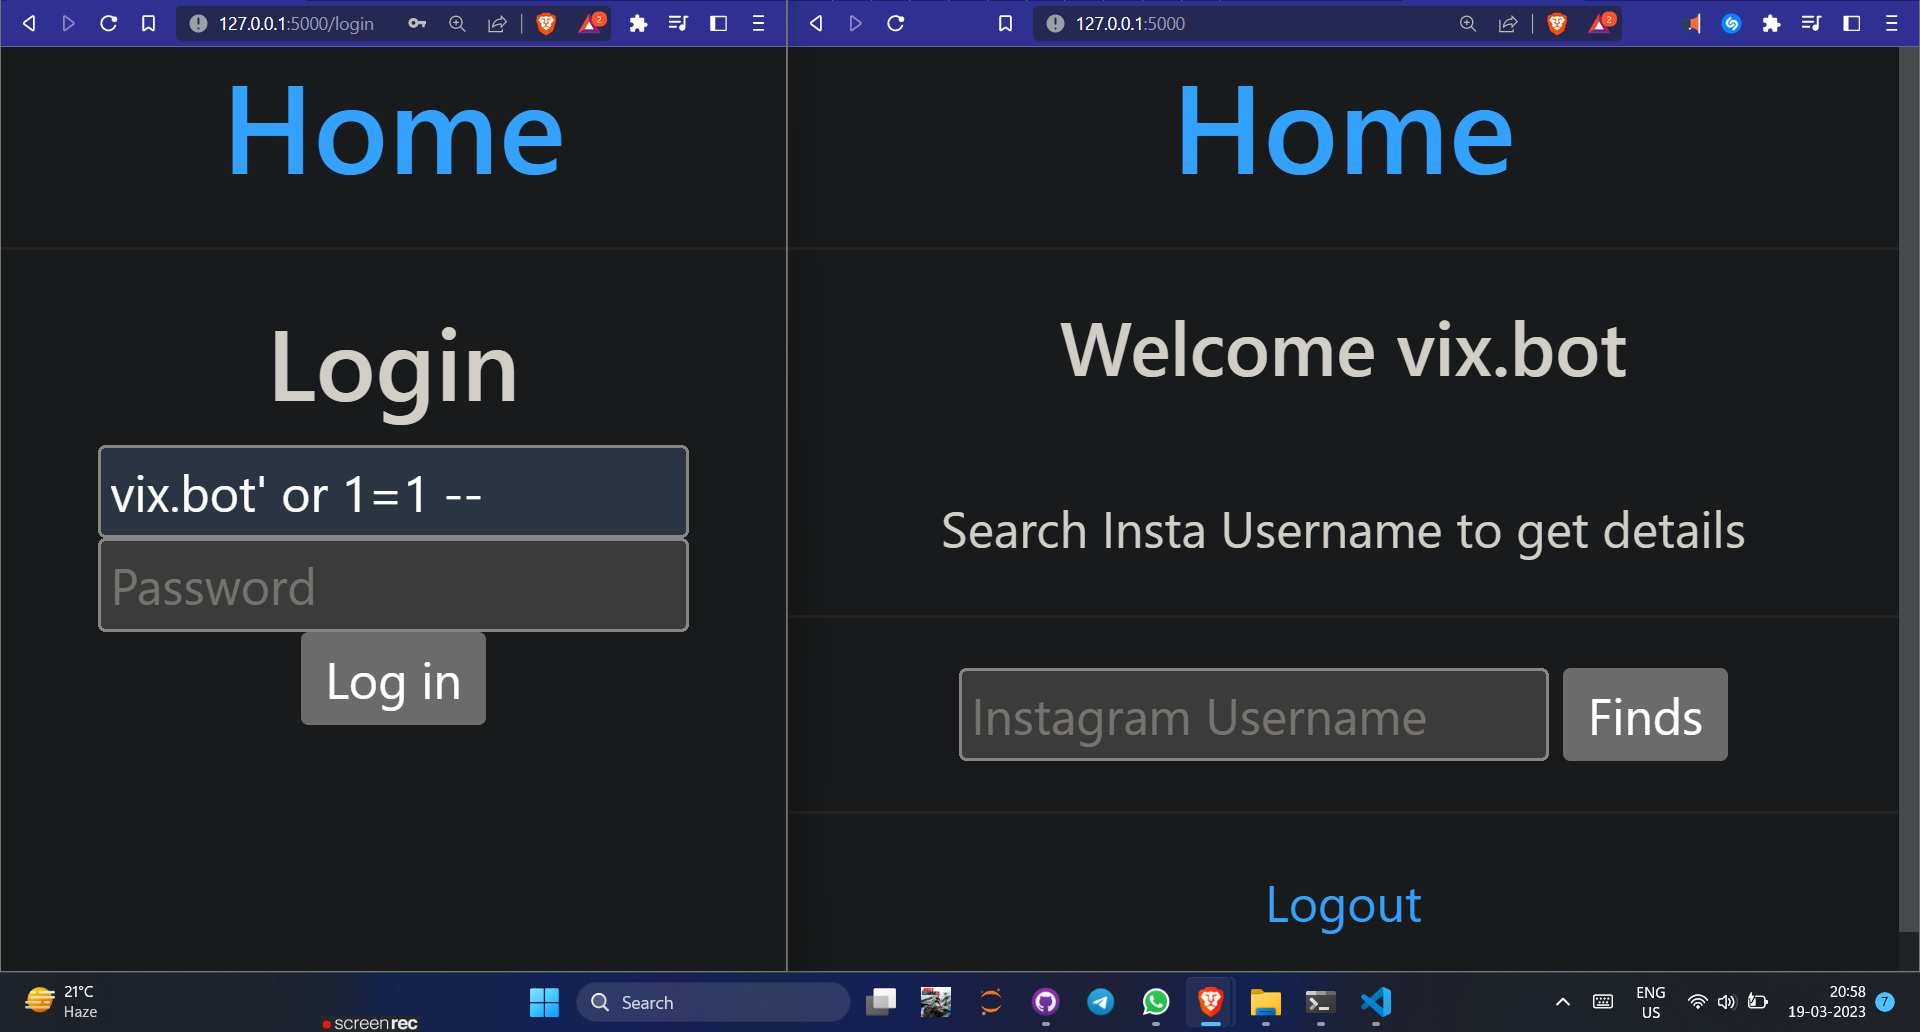 127.0.0.1:5000/login
2
127.0.0.1:5000
2
Home
Login
vix.bot' or 1=1 --
Password
Log in
Home
Welcome vix.bot
Search Insta Username to get details
Instagram Username
Finds
Logout
21°C
Haze
screenrec
Search
ENG
US
20:58
19-03-2023
7